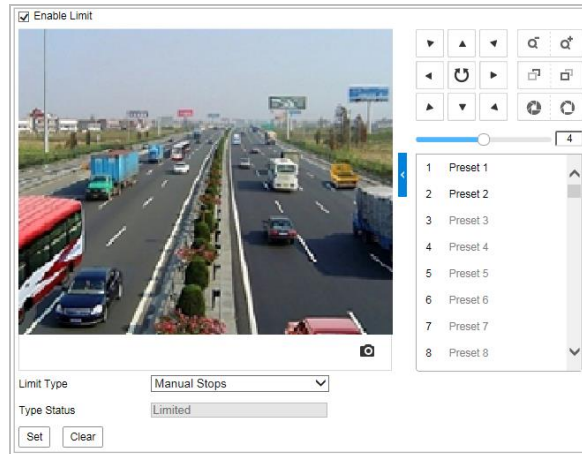 Enable Limit
4
1 Preset 1
2 Preset 2
3 Preset 3
4 Preset 4
5 Preset 5
6 Preset 6
7 Preset 7
8 Preset 8
Limit Type Manual Stops
Type Status Limited
Set Clear